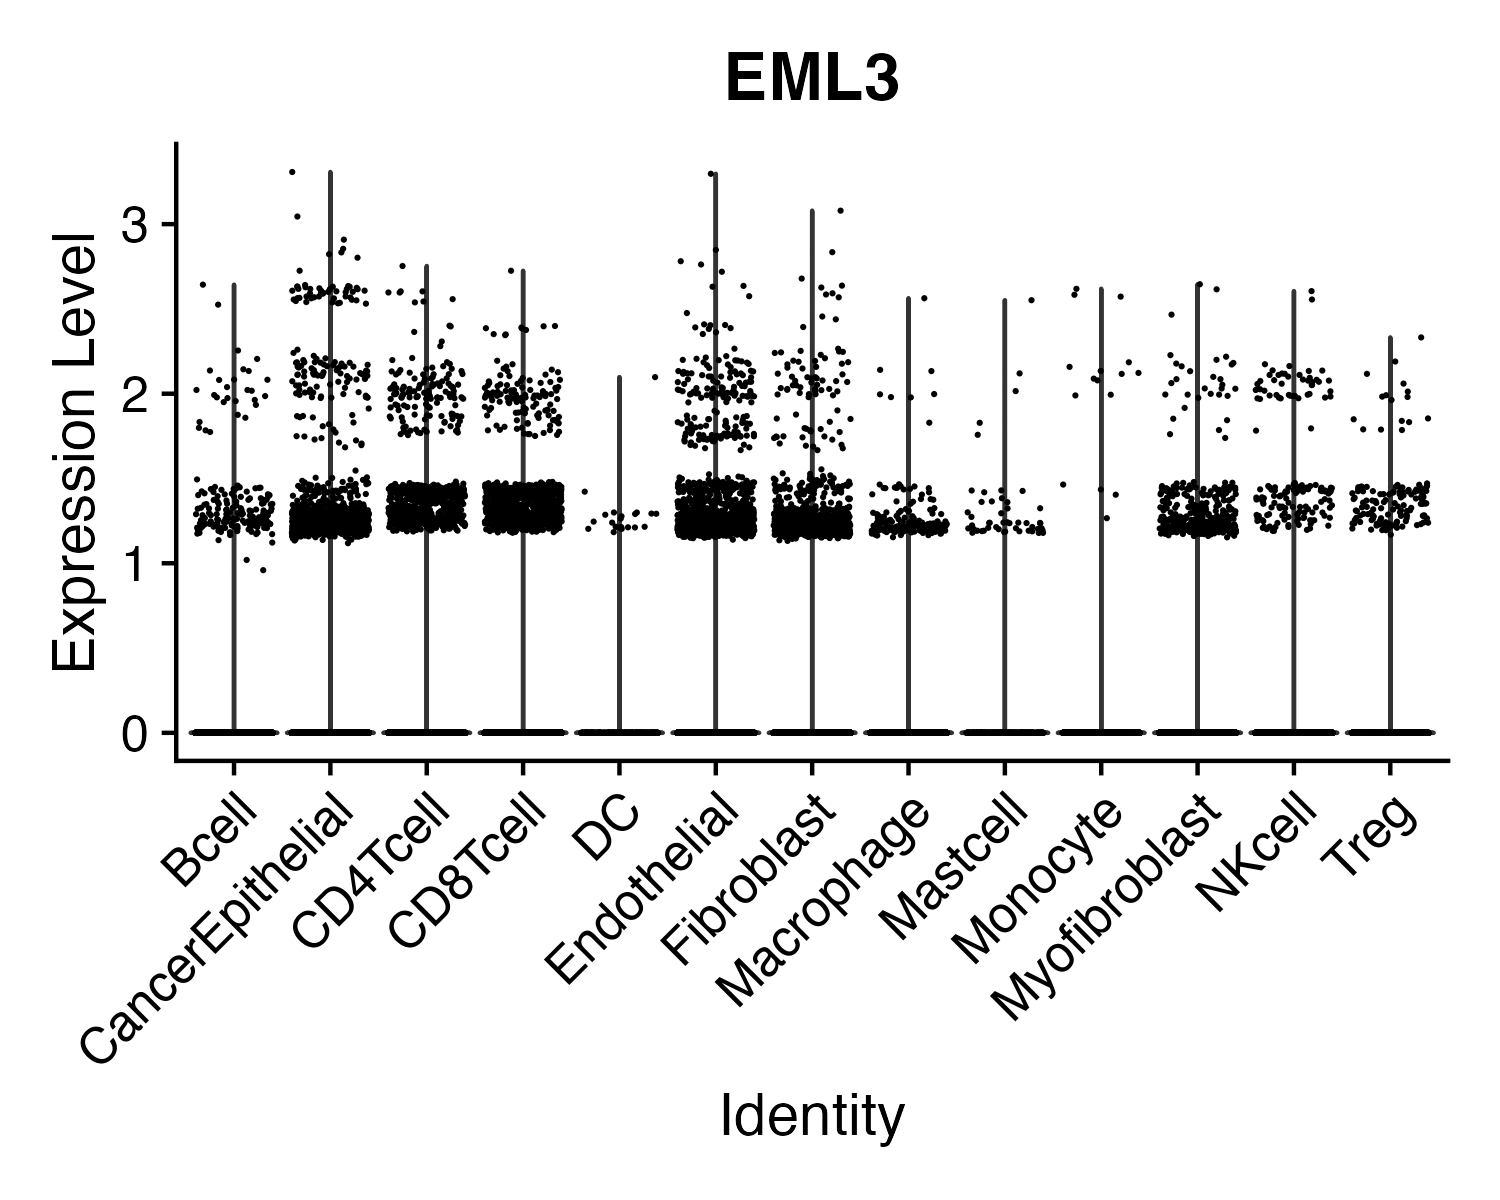 EML3
Expression Level
3
2
1
0
Bcell
CancerEpithelial
CD4Tcell
CD8Tcell
DC
Endothelial
Fibroblast
Macrophage
Mastcell
Monocyte
Myofibroblast
NKcell
Treg
Identity